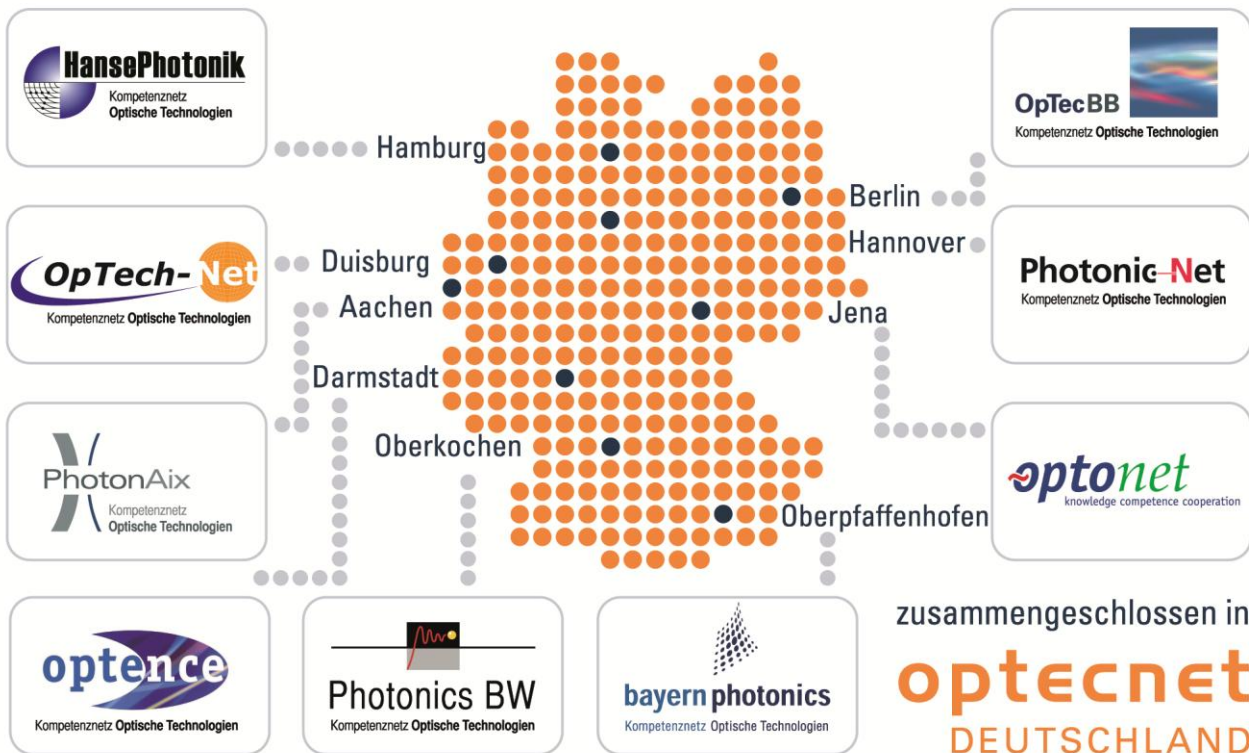 HansePhotonik
Kompetenznetz
Optische Technologien
OpTecBB
Kompetenznetz Optische Technologien
Hamburg
Berlin
Hannover
OpTech-Net
Kompetenznetz Optische Technologien
Duisburg
Aachen
Photonic Net
Kompetenznetz Optische Technologien
Jena
Darmstadt
PhotonAix
Kompetenznetz
Optische Technologien
Oberkochen
optonet
knowledge competence cooperation
Oberpfaffenhofen
optence
Kompetenznetz Optische Technologien
Photonics BW
Kompetenznetz Optische Technologien
bayern photonics
Kompetenznetz Optische Technologien
zusammengeschlossen in
optecnet
DEUTSCHLAND